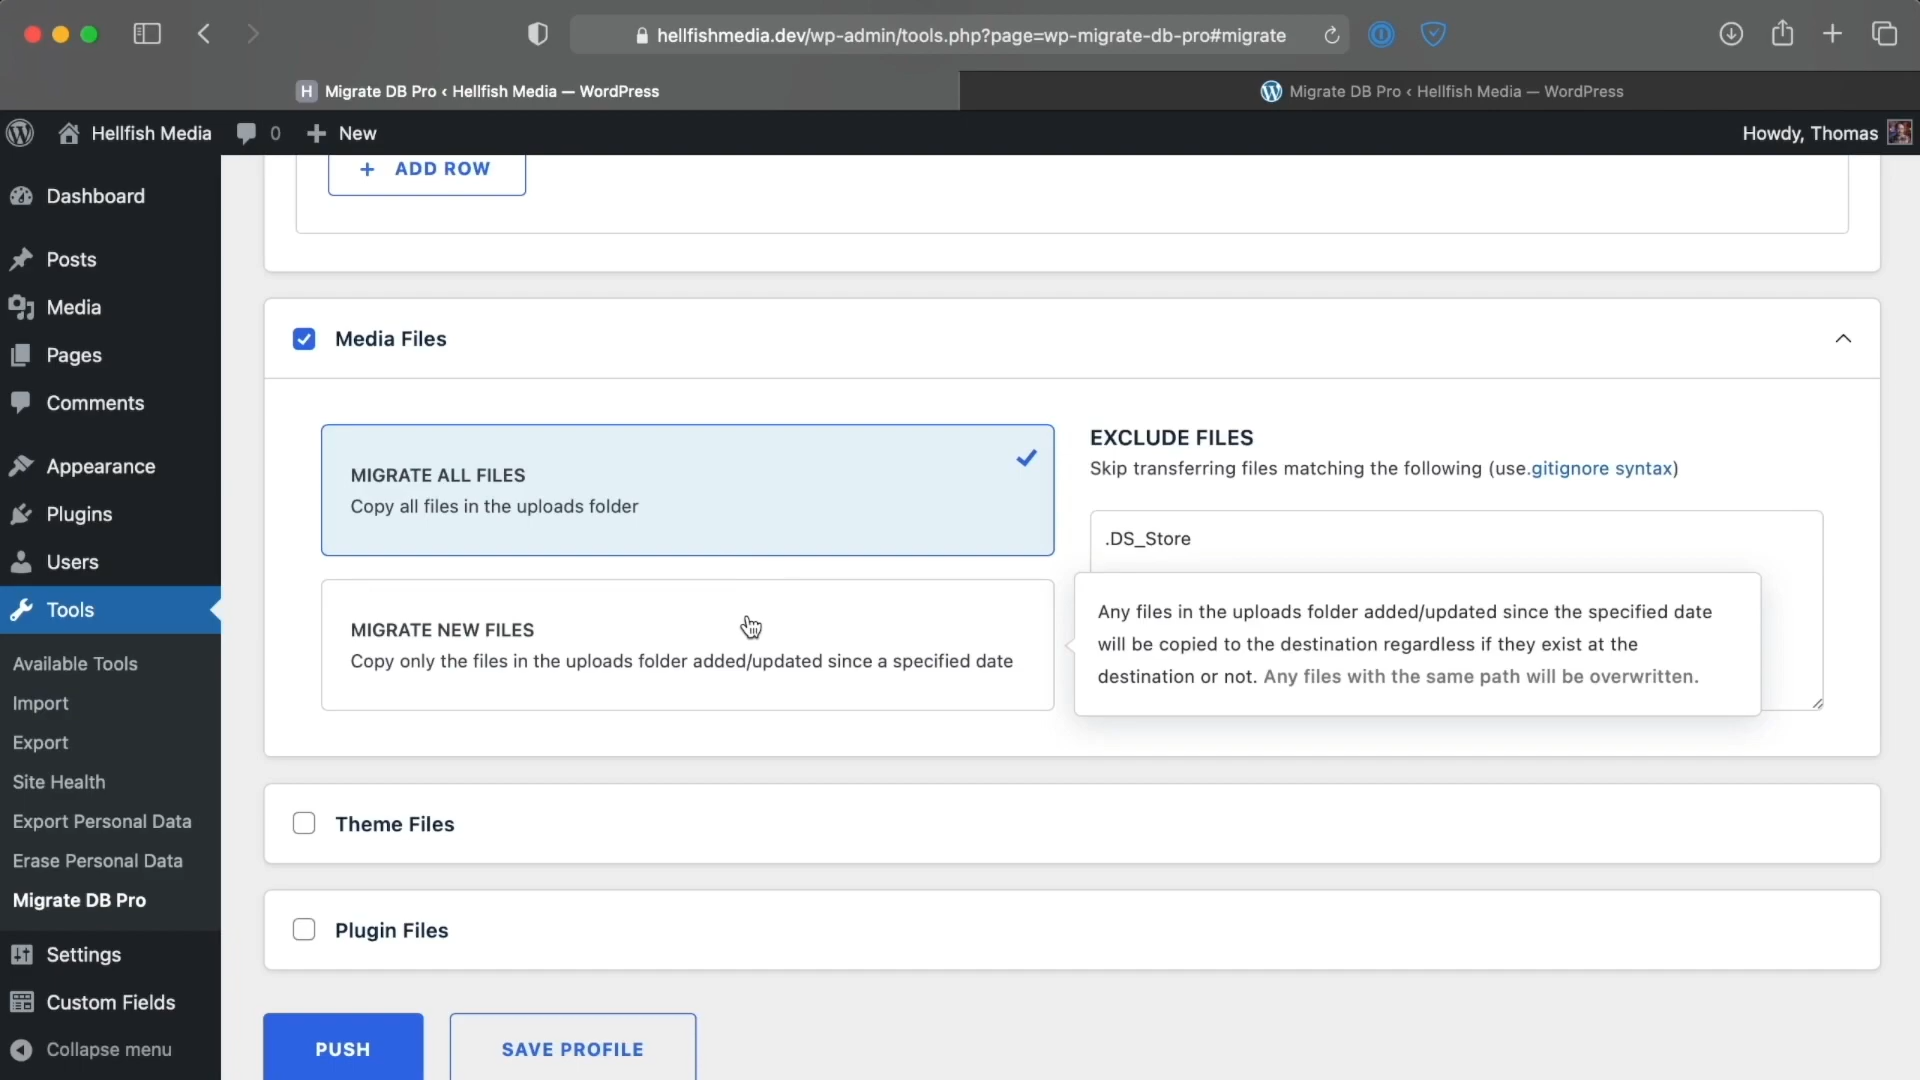 hellfishmedia.dev/wp-admin/tools.php?page=wp-migrate-db-pro#migrate
H Migrate DB Pro ‹ Hellfish Media — WordPress
Migrate DB Pro ‹ Hellfish Media — WordPress
Hellfish Media 0 + New
Howdy, Thomas
Dashboard
Posts
Media
Pages
Comments
Appearance
Plugins
Users
Tools
Available Tools
Import
Export
Site Health
Export Personal Data
Erase Personal Data
Migrate DB Pro
Settings
Custom Fields
Collapse menu
+ ADD ROW
Media Files
MIGRATE ALL FILES
Copy all files in the uploads folder
MIGRATE NEW FILES
Copy only the files in the uploads folder added/updated since a specified date
EXCLUDE FILES
Skip transferring files matching the following (use.gitignore syntax)
.DS_Store
Any files in the uploads folder added/updated since the specified date
will be copied to the destination regardless if they exist at the
destination or not. Any files with the same path will be overwritten.
Theme Files
Plugin Files
PUSH
SAVE PROFILE